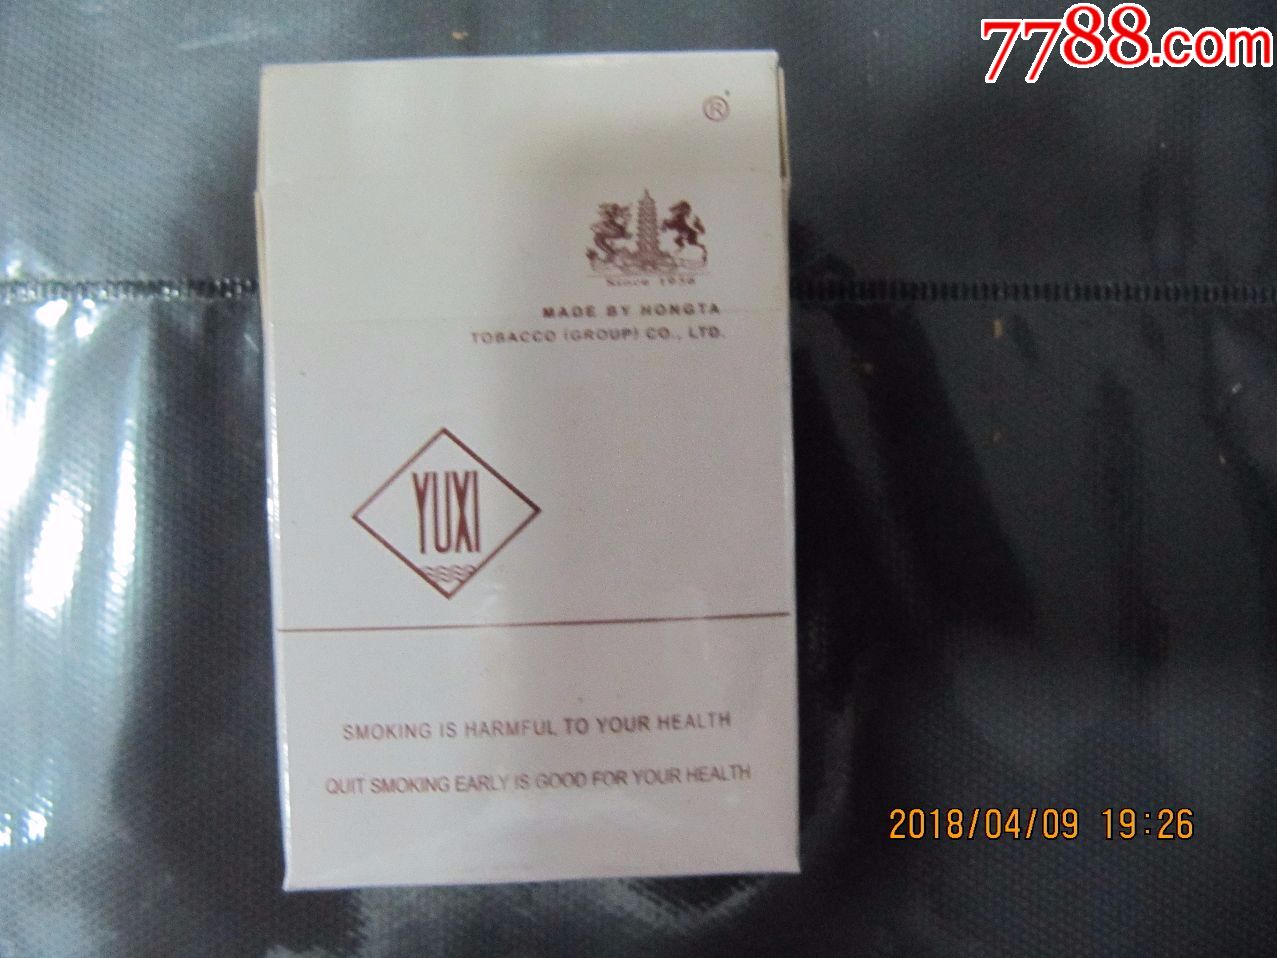 7788.com
®
Since 1956
MADE BY HONGTA
TOBACCO (GROUP) CO., LTD.
YUXI
SMOKING IS HARMFUL TO YOUR HEALTH
QUIT SMOKING EARLY IS GOOD FOR YOUR HEALTH
2018/04/09 19:26